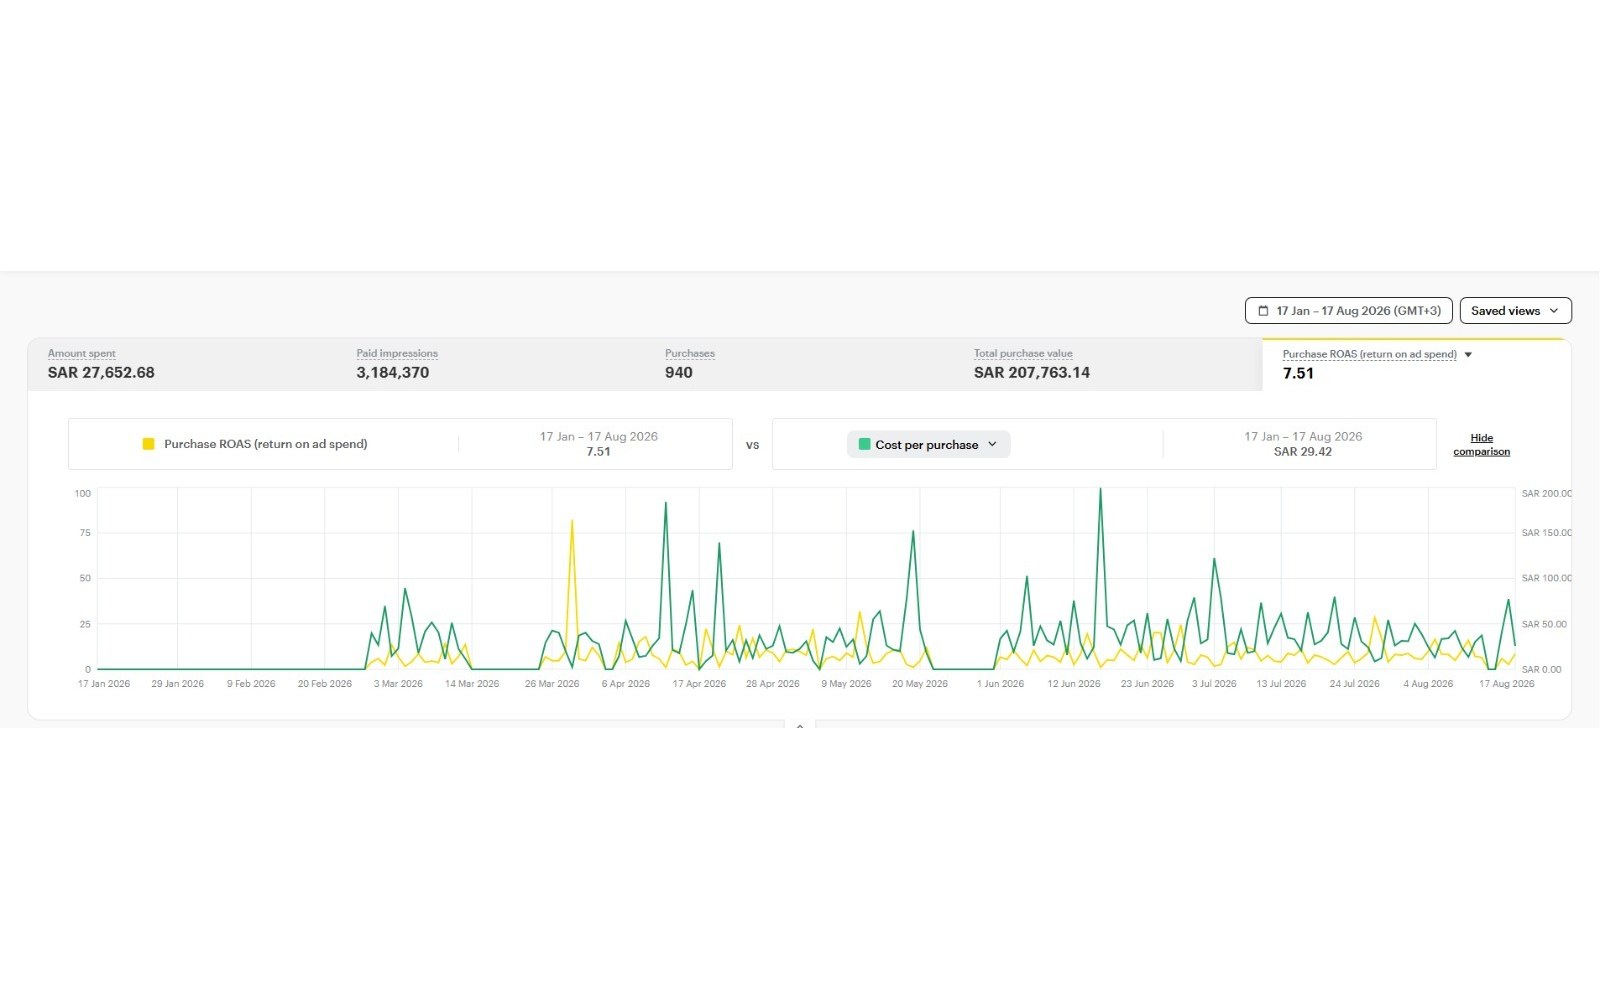 17 Jan – 17 Aug 2026 (GMT+3)
Saved views
Amount spent
SAR 27,652.68
Paid impressions
3,184,370
Purchases
940
Total purchase value
SAR 207,763.14
Purchase ROAS (return on ad spend)
7.51
Purchase ROAS (return on ad spend)
17 Jan – 17 Aug 2026
7.51
vs
Cost per purchase
17 Jan – 17 Aug 2026
SAR 29.42
Hide
comparison
100
75
50
25
0
SAR 200.00
SAR 150.00
SAR 100.00
SAR 50.00
SAR 0.00
17 Jan 2026
29 Jan 2026
9 Feb 2026
20 Feb 2026
3 Mar 2026
14 Mar 2026
26 Mar 2026
6 Apr 2026
17 Apr 2026
28 Apr 2026
9 May 2026
20 May 2026
1 Jun 2026
12 Jun 2026
23 Jun 2026
3 Jul 2026
13 Jul 2026
24 Jul 2026
4 Aug 2026
17 Aug 2026